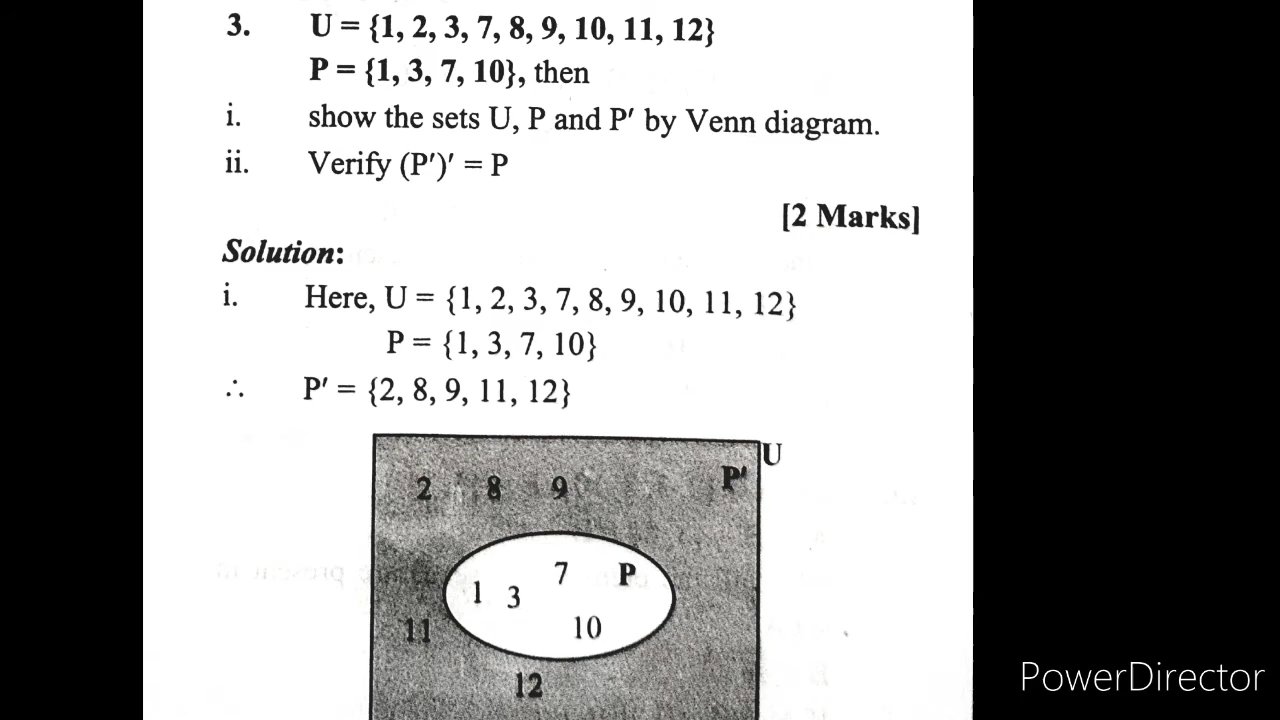 3. U = {1, 2, 3, 7, 8, 9, 10, 11, 12}
P = {1, 3, 7, 10}, then
i. show the sets U, P and P′ by Venn diagram.
ii. Verify (P′)′ = P
[2 Marks]
Solution:
i. Here, U = {1, 2, 3, 7, 8, 9, 10, 11, 12}
P = {1, 3, 7, 10}
∴ P′ = {2, 8, 9, 11, 12}
U
P′
2 8 9
7 P
1 3
10
11
12
PowerDirector